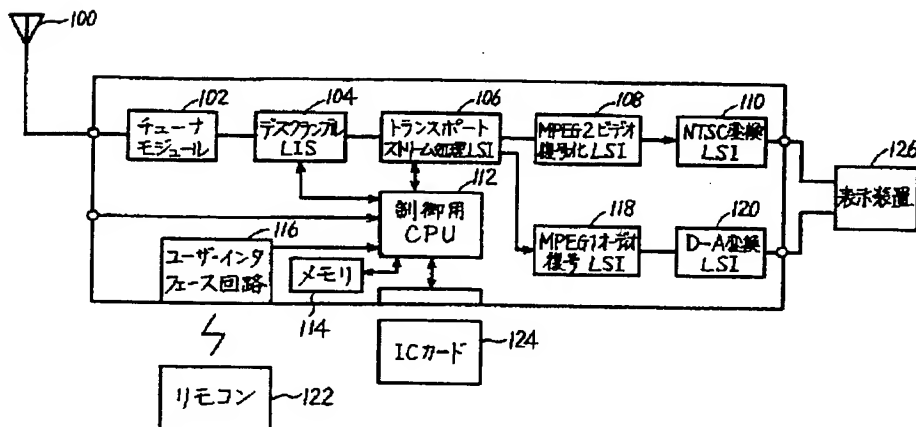 100
102
チューナ
モジュール
104
デスクランブル
LIS
106
トランスポート
ストリーム処理LSI
108
MPEG2ビデオ
復号化LSI
110
NTSC変換
LSI
126
表示装置
112
制御用
CPU
116
ユーザーインタ
フェース回路
メモリ
114
118
MPEG1オーディオ
復号LSI
120
D-A変換
LSI
ICカード
124
リモコン
122